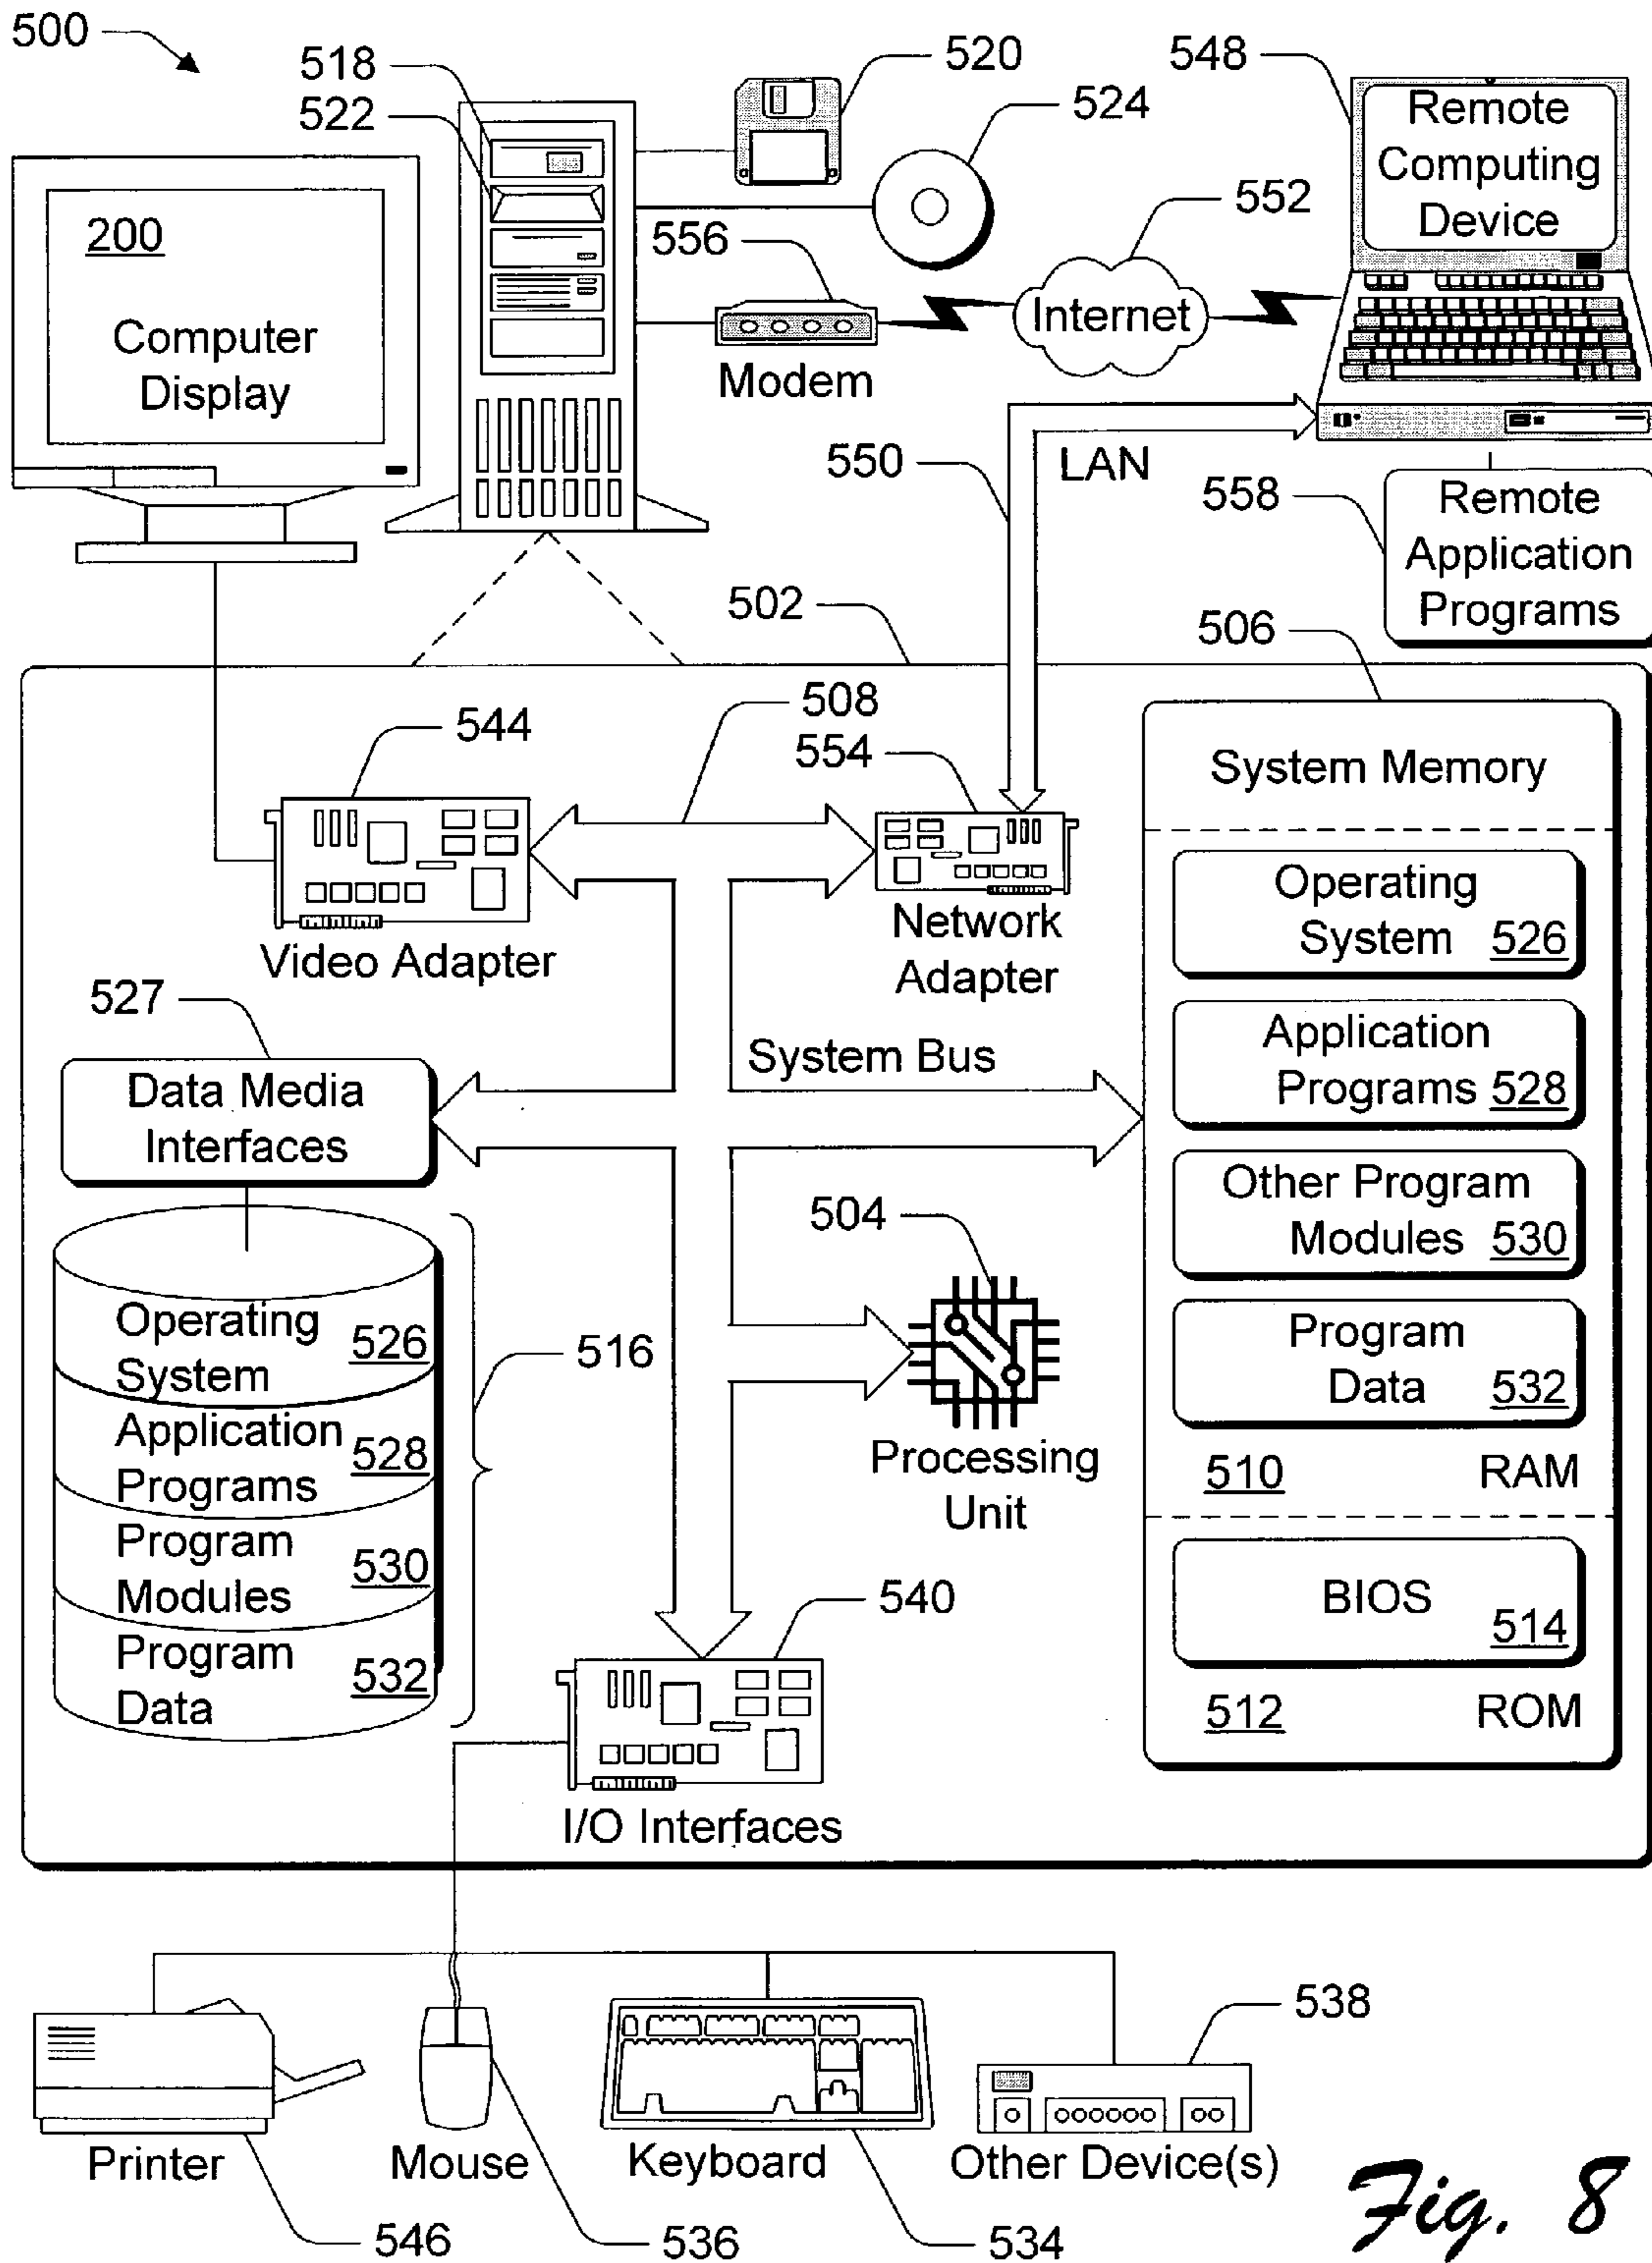 500
518
522
520
524
548
Remote
Computing
Device
552
556
200
Computer
Display
Internet
Modem
550
LAN
558
Remote
Application
Programs
502
506
508
544
554
System Memory
Operating
System 526
Network
Adapter
Video Adapter
527
Application
Programs 528
System Bus
Data Media
Interfaces
Other Program
Modules 530
504
Operating
System 526
516
Program
Data 532
Application
Programs 528
Processing
Unit
510 RAM
Program
Modules 530
BIOS
514
540
Program
Data 532
512 ROM
I/O Interfaces
538
Printer
Mouse
Keyboard
Other Device(s)
546
536
534
Fig. 8